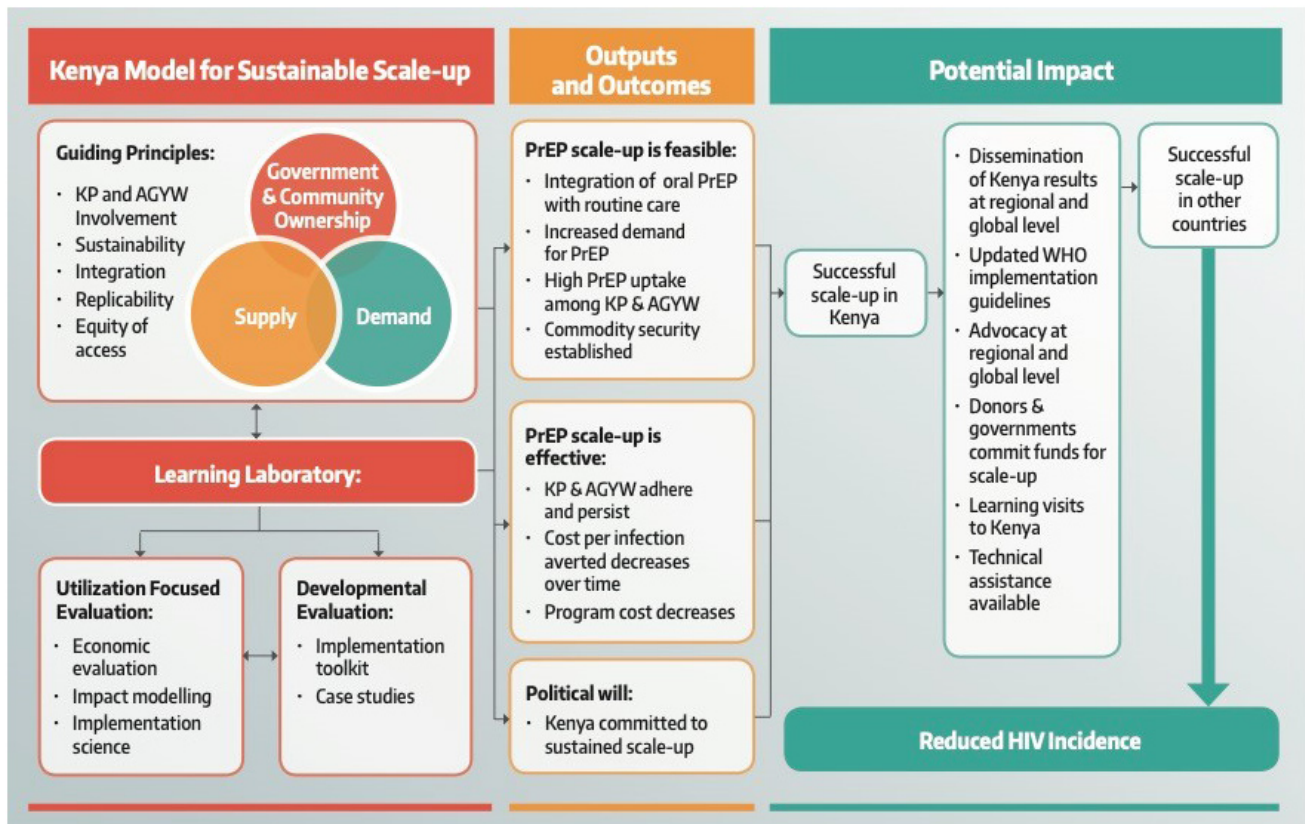 Kenya Model for Sustainable Scale-up
Guiding Principles:
· KP and AGYW
Involvement
· Sustainability
· Integration
· Replicability
· Equity of
access
Government
& Community
Ownership
Supply
Demand
Learning Laboratory:
Utilization Focused
Evaluation:
· Economic
evaluation
· Impact modelling
· Implementation
science
Developmental
Evaluation:
· Implementation
toolkit
· Case studies
Outputs
and Outcomes
PrEP scale-up is feasible:
· Integration of oral PrEP
with routine care
· Increased demand
for PrEP
· High PrEP uptake
among KP & AGYW
· Commodity security
established
PrEP scale-up is
effective:
· KP & AGYW adhere
and persist
· Cost per infection
averted decreases
over time
· Program cost decreases
Political will:
· Kenya committed to
sustained scale-up
Potential Impact
Successful
scale-up in
Kenya
· Dissemination
of Kenya results
at regional and
global level
· Updated WHO
implementation
guidelines
· Advocacy at
regional and
global level
· Donors &
governments
commit funds for
scale-up
· Learning visits
to Kenya
· Technical
assistance
available
Successful
scale-up
in other
countries
Reduced HIV Incidence